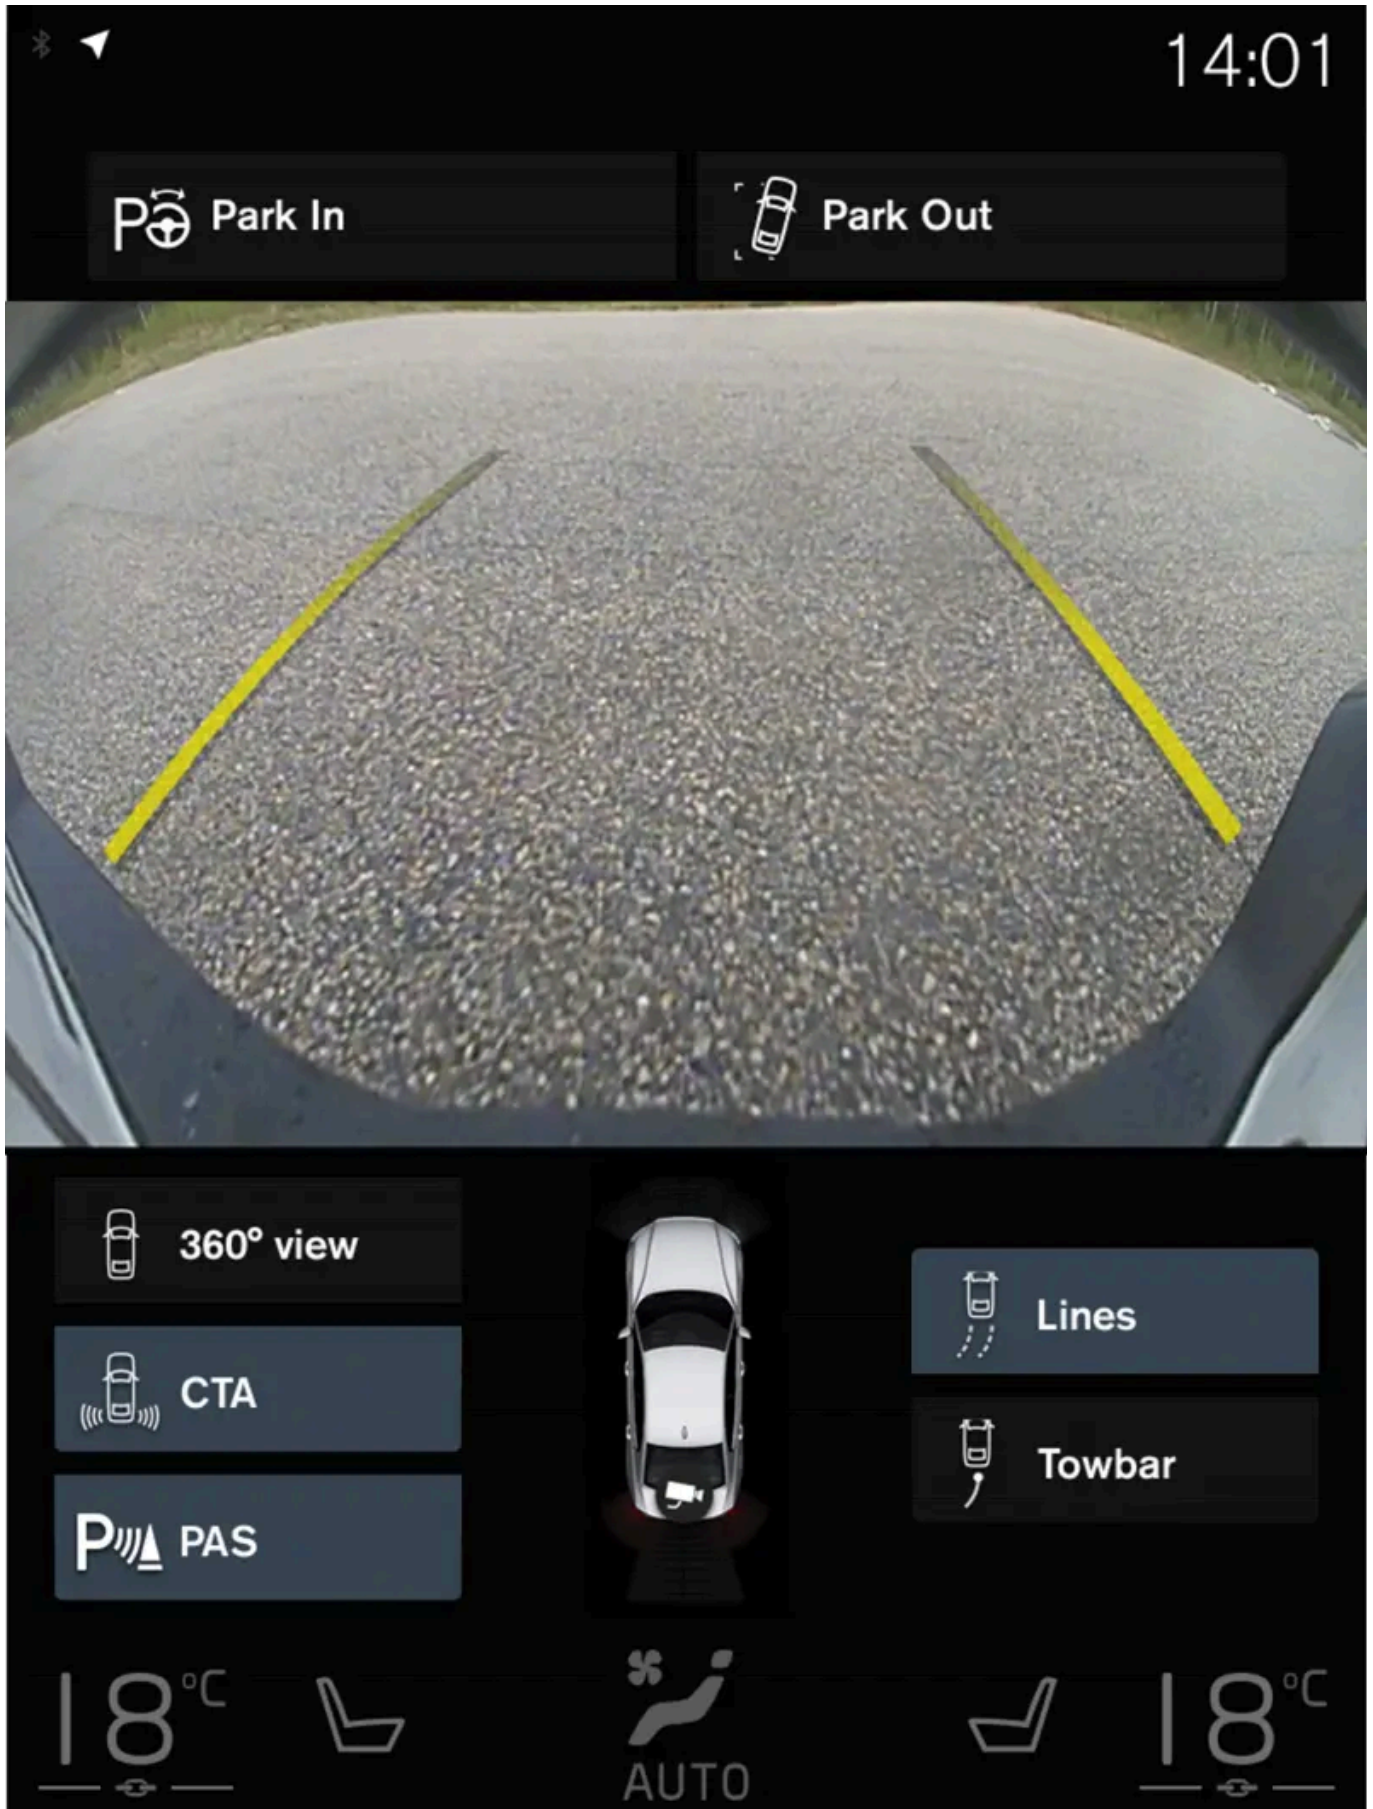 14:01
Park In
Park Out
360° view
CTA
PAS
Lines
Towbar
18°C
AUTO
18°C